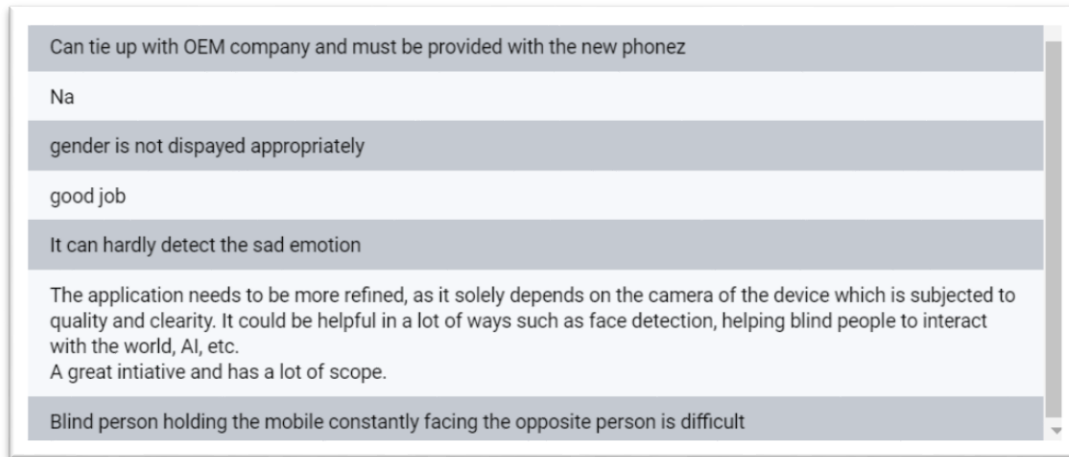 Can tie up with OEM company and must be provided with the new phonez
Na
gender is not dispayed appropriately
good job
It can hardly detect the sad emotion
The application needs to be more refined, as it solely depends on the camera of the device which is subjected to
quality and clearity. It could be helpful in a lot of ways such as face detection, helping blind people to interact
with the world, AI, etc.
A great intiative and has a lot of scope.
Blind person holding the mobile constantly facing the opposite person is difficult